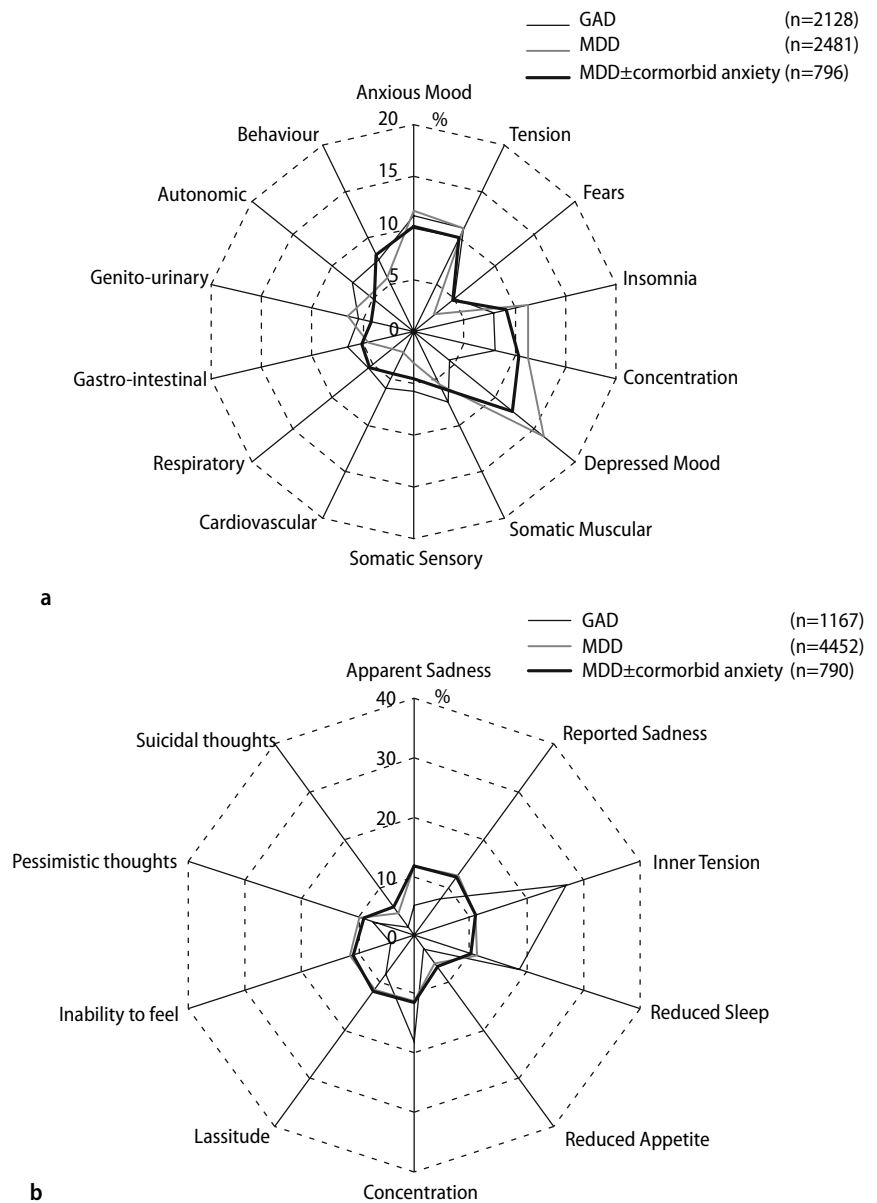 GAD (n=2128)
MDD (n=2481)
MDD±cormorbid anxiety (n=796)
Anxious Mood
20 %
Behaviour
Tension
15
Autonomic
Fears
10
Genito-urinary
Insomnia
5
0
Gastro-intestinal
Concentration
Respiratory
Depressed Mood
Cardiovascular
Somatic Muscular
Somatic Sensory
a
GAD (n=1167)
MDD (n=4452)
MDD±cormorbid anxiety (n=790)
Apparent Sadness
40 %
Suicidal thoughts
Reported Sadness
30
20
Pessimistic thoughts
Inner Tension
10
0
Inability to feel
Reduced Sleep
Lassitude
Reduced Appetite
b
Concentration